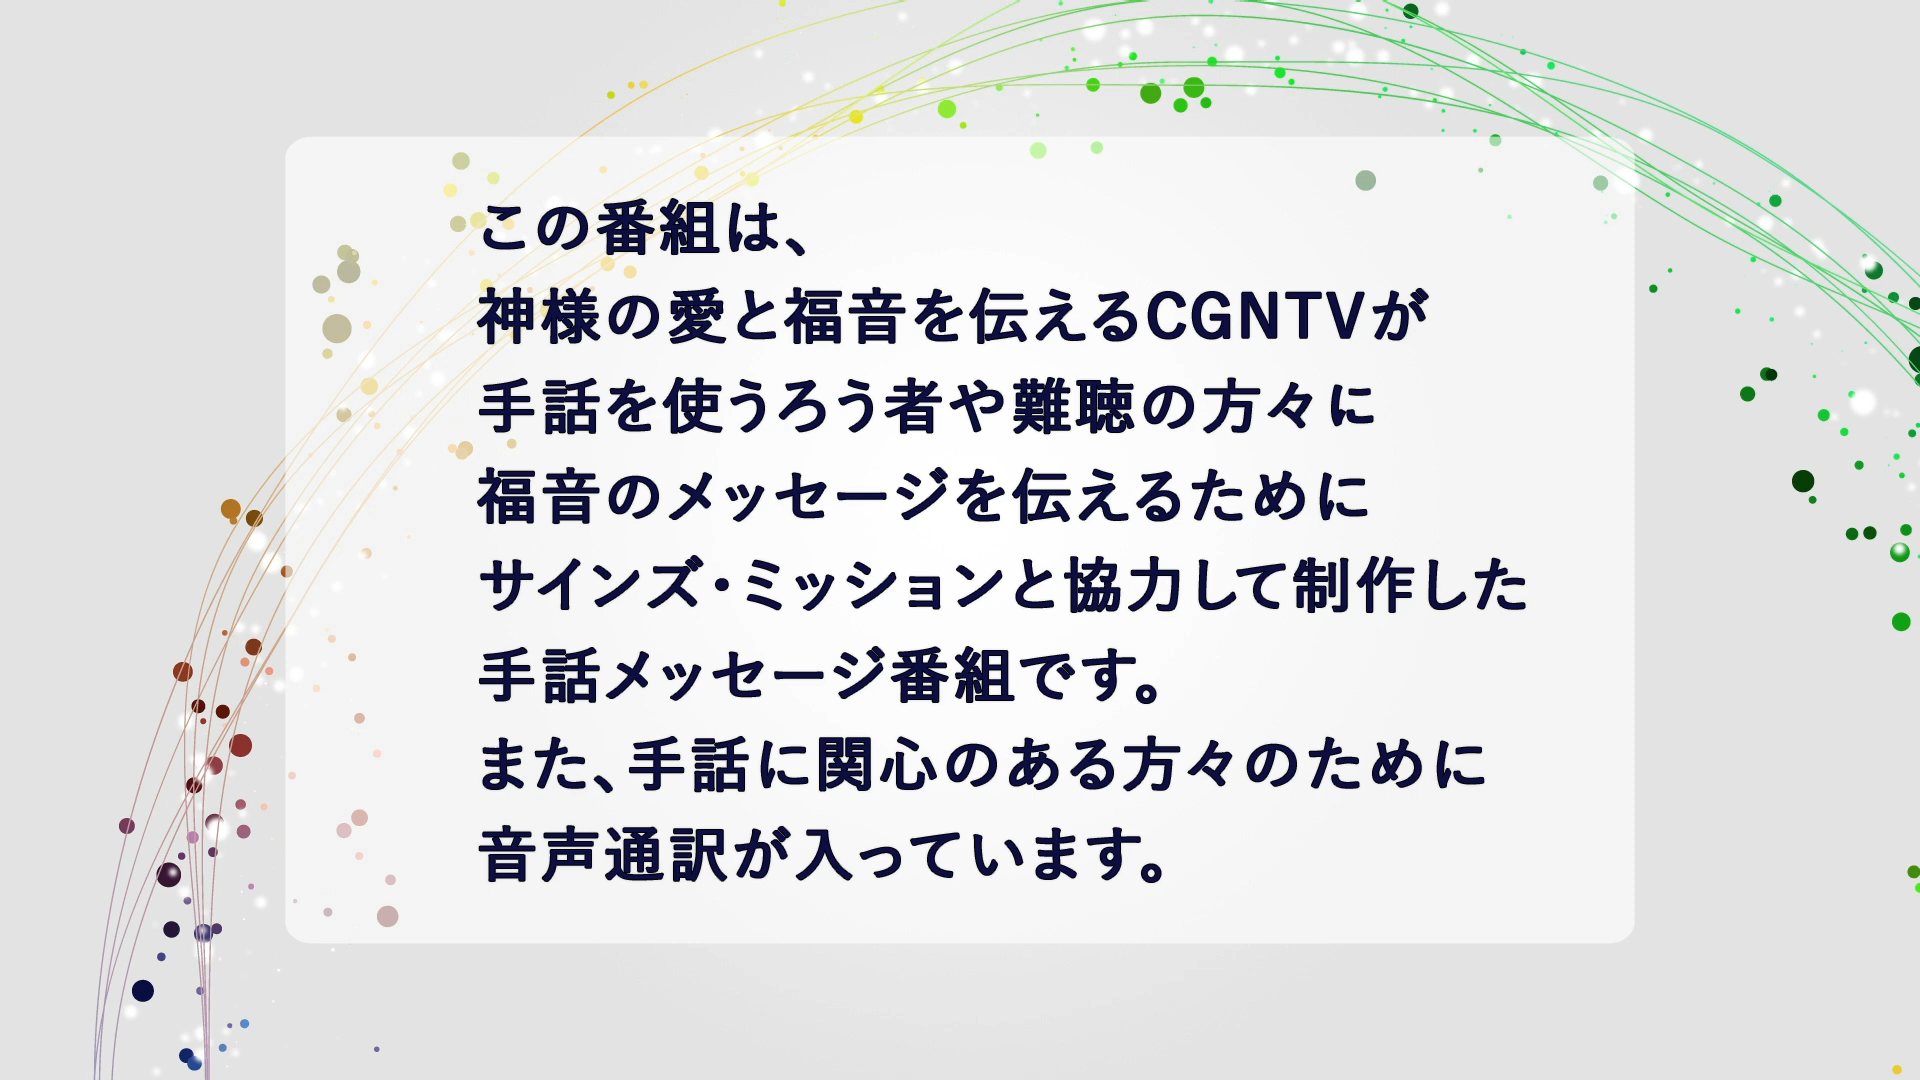 この番組は、
神様の愛と福音を伝えるCGNTVが
手話を使うろう者や難聴の方々に
福音のメッセージを伝えるために
サインズ・ミッションと協力して制作した
手話メッセージ番組です。
また、手話に関心のある方々のために
音声通訳が入っています。